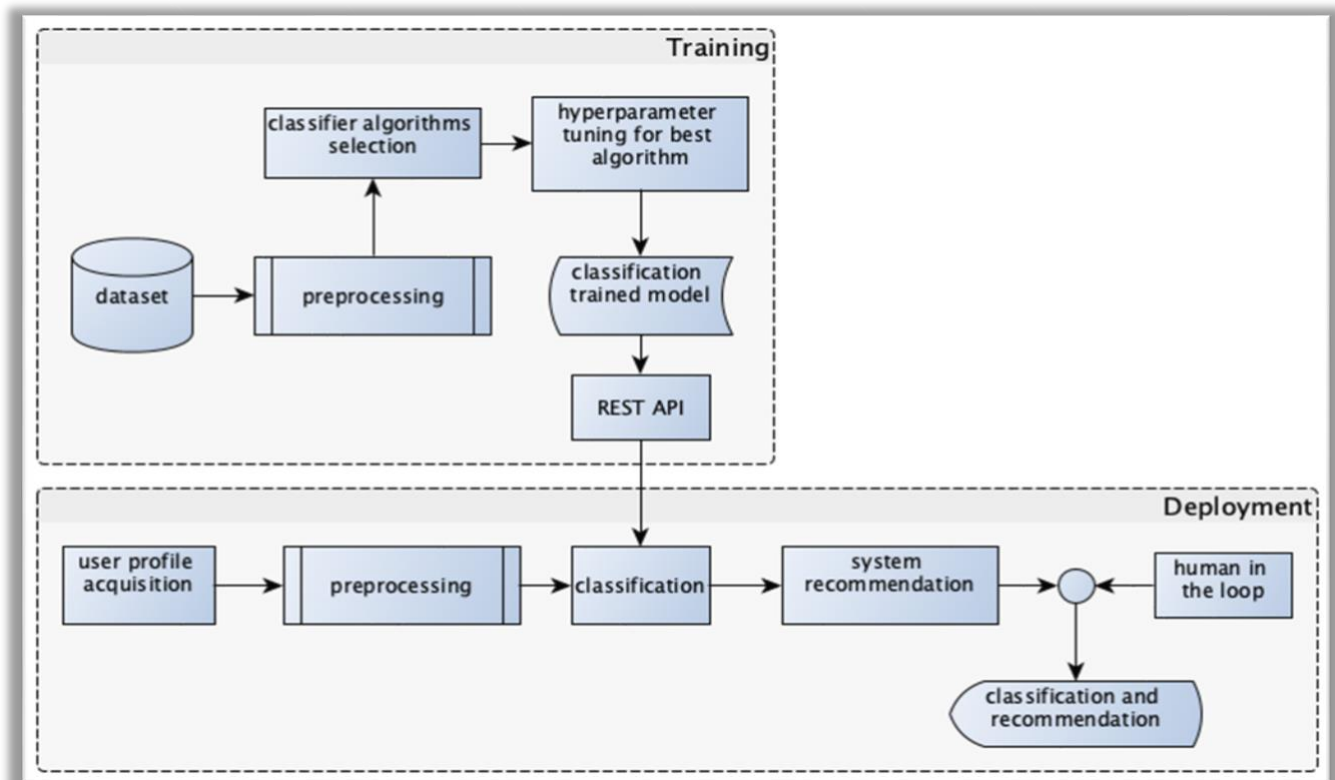 Training
classifier algorithms
selection
hyperparameter
tuning for best
algorithm
dataset
preprocessing
classification
trained model
REST API
Deployment
user profile
acquisition
preprocessing
classification
system
recommendation
human in
the loop
classification and
recommendation